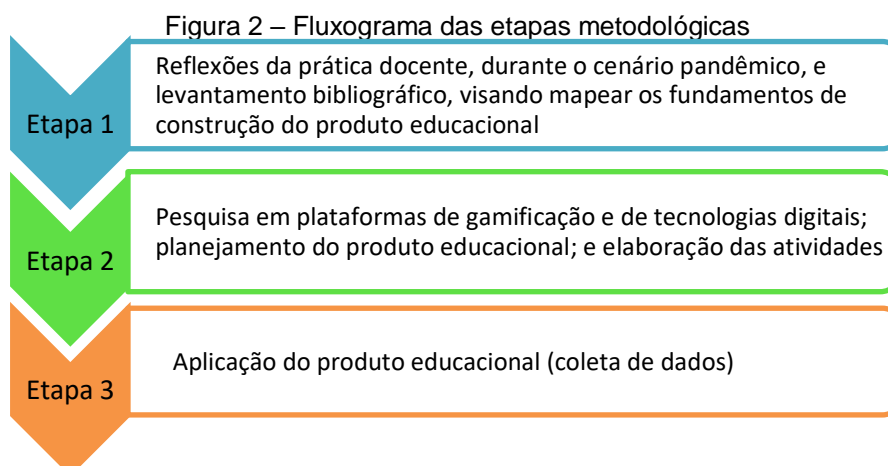 Figura 2 – Fluxograma das etapas metodológicas
Etapa 1
Reflexões da prática docente, durante o cenário pandêmico, e
levantamento bibliográfico, visando mapear os fundamentos de
construção do produto educacional
Etapa 2
Pesquisa em plataformas de gamificação e de tecnologias digitais;
planejamento do produto educacional; e elaboração das atividades
Etapa 3
Aplicação do produto educacional (coleta de dados)